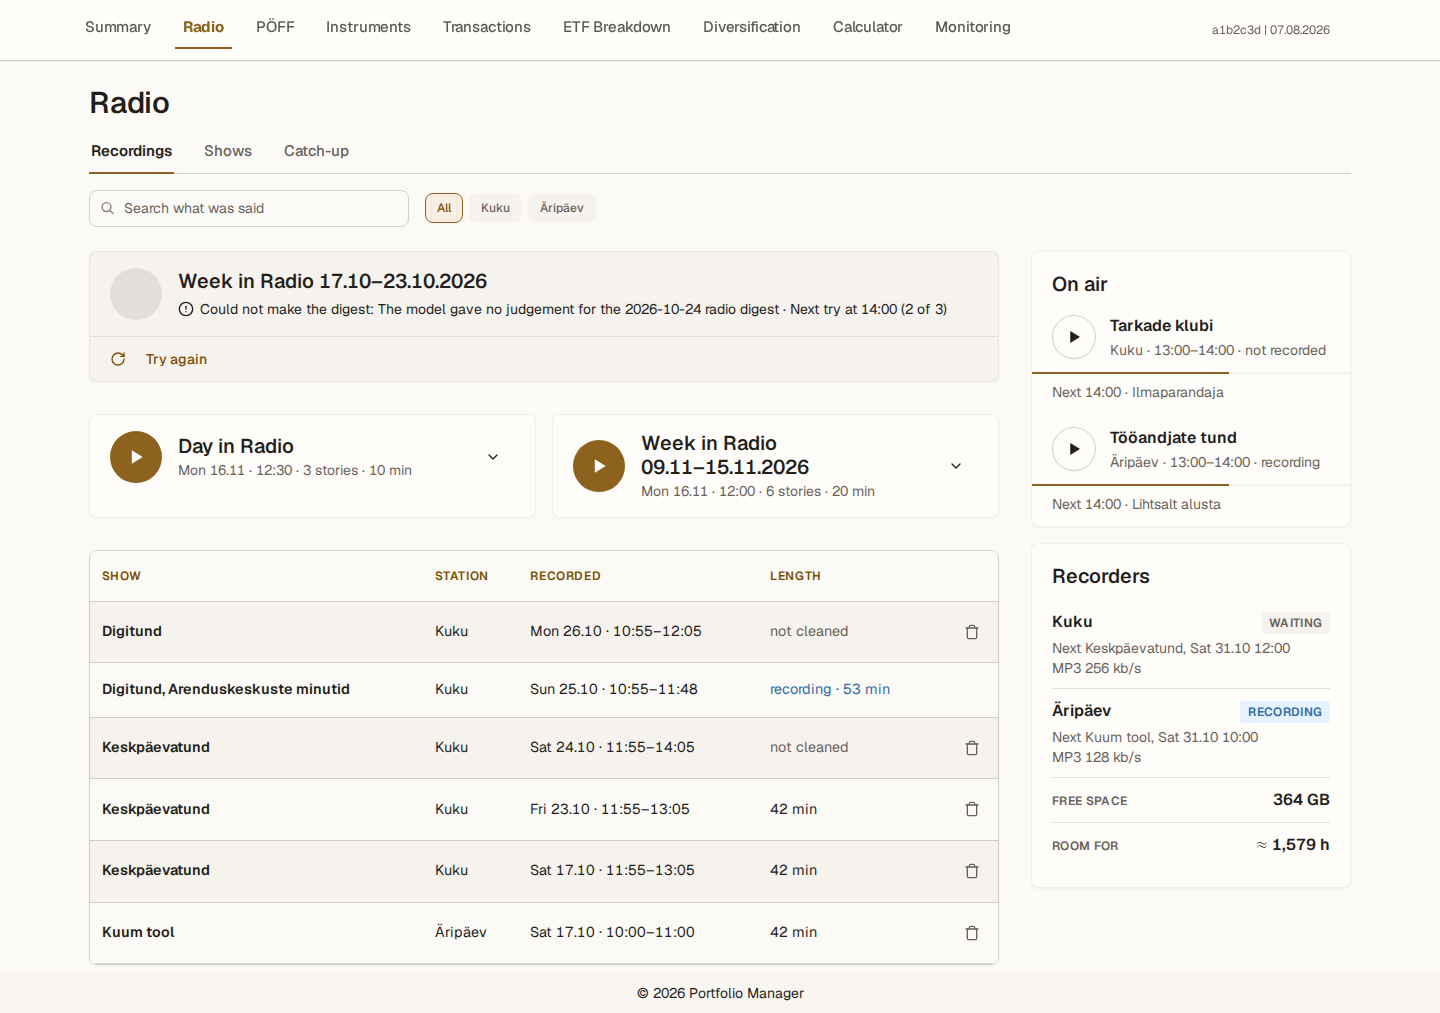 Summary Radio PÖFF Instruments Transactions ETF Breakdown Diversification Calculator Monitoring a1b2c3d | 07.08.2026
Radio
Recordings Shows Catch-up
Search what was said All Kuku Äripäev
Week in Radio 17.10–23.10.2026
Could not make the digest: The model gave no judgement for the 2026-10-24 radio digest · Next try at 14:00 (2 of 3)
Try again
Day in Radio
Mon 16.11 · 12:30 · 3 stories · 10 min
Week in Radio
09.11–15.11.2026
Mon 16.11 · 12:00 · 6 stories · 20 min
SHOW STATION RECORDED LENGTH
Digitund Kuku Mon 26.10 · 10:55–12:05 not cleaned
Digitund, Arenduskeskuste minutid Kuku Sun 25.10 · 10:55–11:48 recording · 53 min
Keskpäevatund Kuku Sat 24.10 · 11:55–14:05 not cleaned
Keskpäevatund Kuku Fri 23.10 · 11:55–13:05 42 min
Keskpäevatund Kuku Sat 17.10 · 11:55–13:05 42 min
Kuum tool Äripäev Sat 17.10 · 10:00–11:00 42 min
On air
Tarkade klubi
Kuku · 13:00–14:00 · not recorded
Next 14:00 · Ilmaparandaja
Tööandjate tund
Äripäev · 13:00–14:00 · recording
Next 14:00 · Lihtsalt alusta
Recorders
Kuku WAITING
Next Keskpäevatund, Sat 31.10 12:00
MP3 256 kb/s
Äripäev RECORDING
Next Kuum tool, Sat 31.10 10:00
MP3 128 kb/s
FREE SPACE 364 GB
ROOM FOR ≈ 1,579 h
© 2026 Portfolio Manager